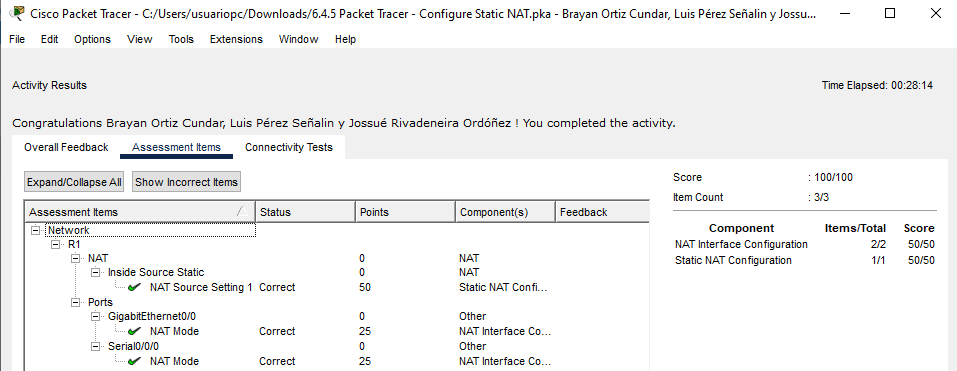 Cisco Packet Tracer - C:/Users/usuariopc/Downloads/6.4.5 Packet Tracer - Configure Static NAT.pka - Brayan Ortiz Cundar, Luis Pérez Señalin y Jossu...
File Edit Options View Tools Extensions Window Help
Activity Results Time Elapsed: 00:28:14
Congratulations Brayan Ortiz Cundar, Luis Pérez Señalin y Jossué Rivadeneira Ordóñez ! You completed the activity.
Overall Feedback Assessment Items Connectivity Tests
Expand/Collapse All Show Incorrect Items
Score : 100/100
Item Count : 3/3
Component Items/Total Score
NAT Interface Configuration 2/2 50/50
Static NAT Configuration 1/1 50/50
Assessment Items Status Points Component(s) Feedback
Network
R1
NAT 0 NAT
Inside Source Static 0 NAT
NAT Source Setting 1 Correct 50 Static NAT Confi...
Ports 0 Other
GigabitEthernet0/0 0 Other
NAT Mode Correct 25 NAT Interface Co...
Serial0/0/0 0 Other
NAT Mode Correct 25 NAT Interface Co...